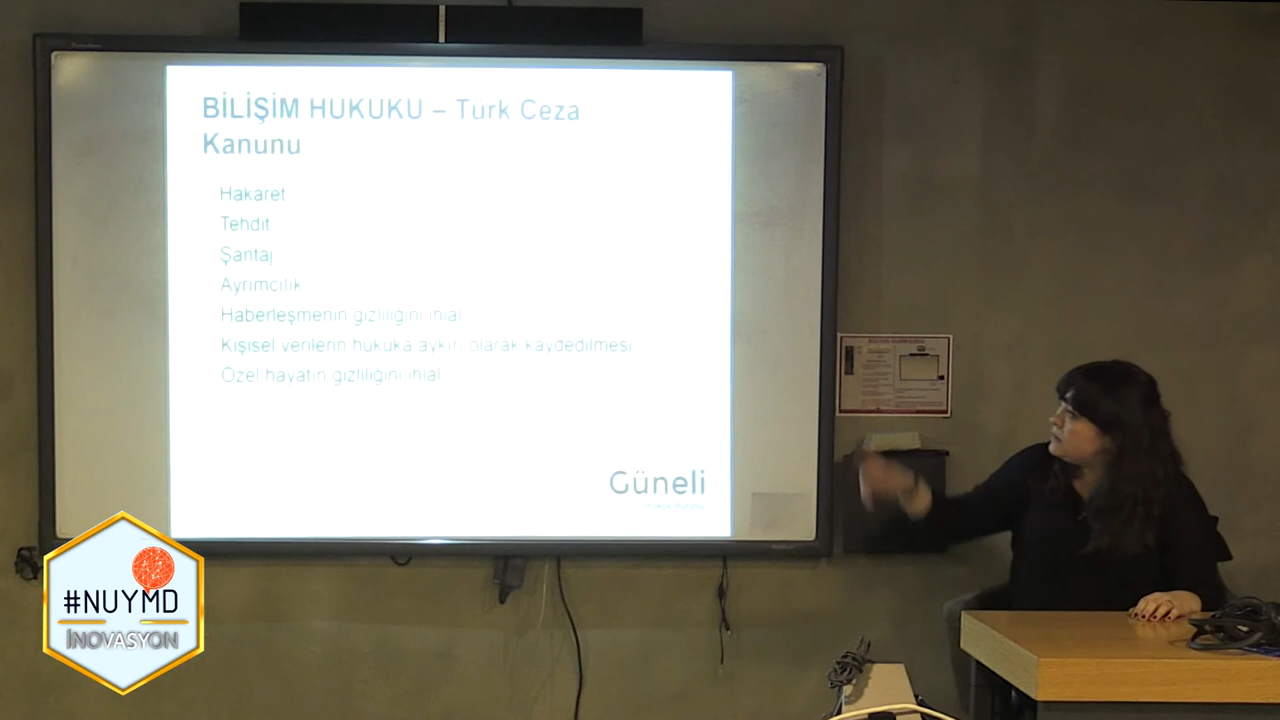 BİLİŞİM HUKUKU – Türk Ceza
Kanunu
Hakaret
Tehdit
Şantaj
Ayrımcılık
Haberleşmenin gizliliğini ihlal
Kişisel verilerin hukuka aykırı olarak kaydedilmesi
Özel hayatın gizliliğini ihlal
Güneli
#NUYMD
İNOVASYON